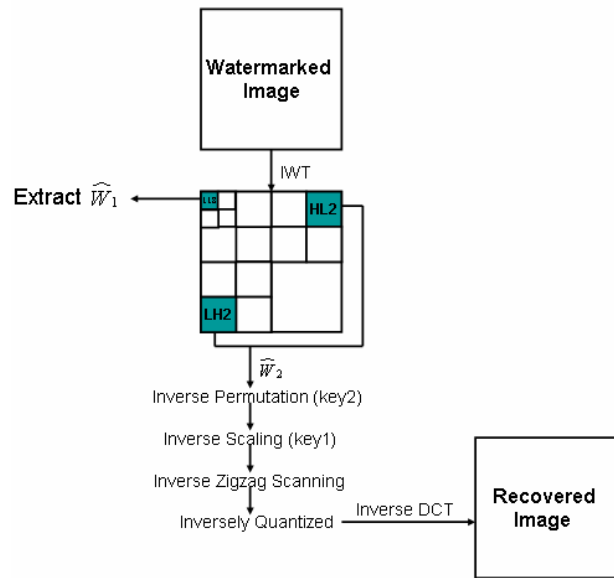 Watermarked
Image
IWT
Extract Ŵ₁
HL2
LH2
Ŵ₂
Inverse Permutation (key2)
Inverse Scaling (key1)
Inverse Zigzag Scanning
Inversely Quantized
Inverse DCT
Recovered
Image